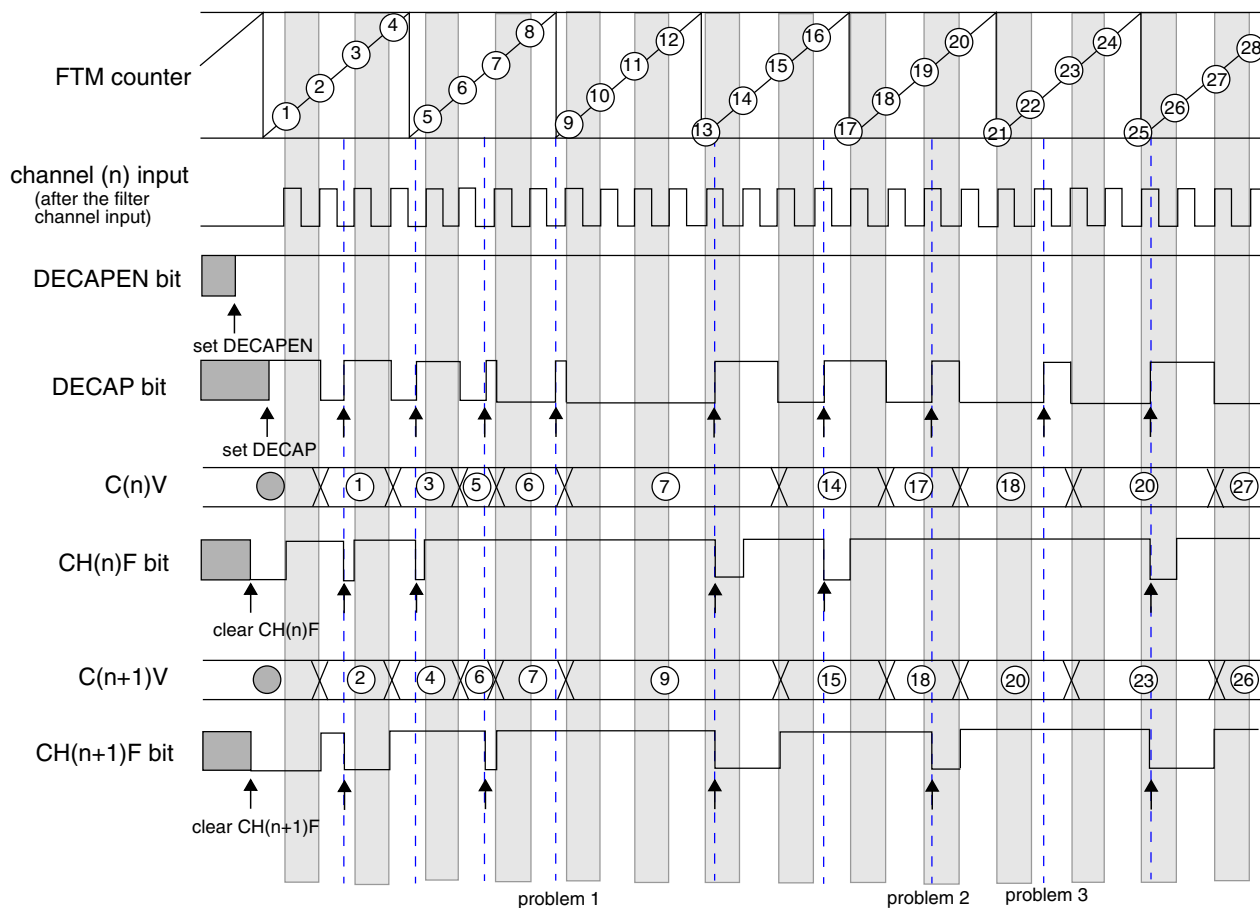 FTM counter
1 2 3 4 5 6 7 8 9 10 11 12 13 14 15 16 17 18 19 20 21 22 23 24 25 26 27 28
channel (n) input
(after the filter
channel input)
DECAPEN bit
set DECAPEN
DECAP bit
set DECAP
C(n)V
1 3 5 6 7 14 17 18 20 27
CH(n)F bit
clear CH(n)F
C(n+1)V
2 4 6 7 9 15 18 20 23 26
CH(n+1)F bit
clear CH(n+1)F
problem 1 problem 2 problem 3